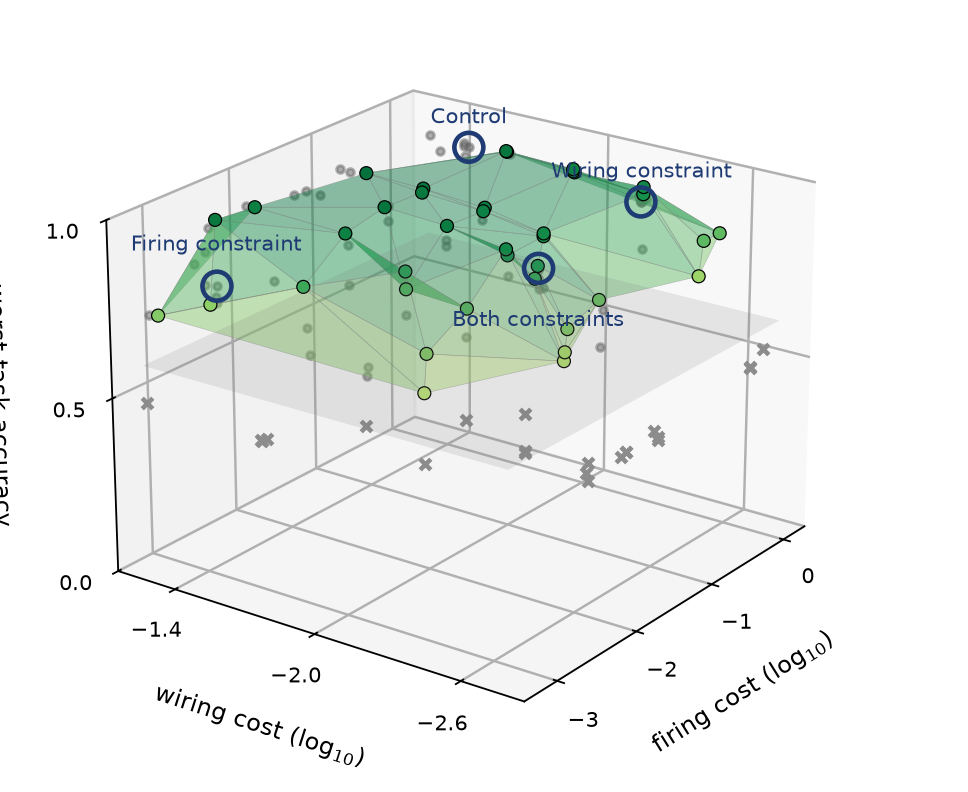 Control
Wiring constraint
1.0
Firing constraint
Both constraints
0.5
0.0
0
−1.4
−1
−2.0
−2
−2.6
−3
wiring cost (log₁₀)
firing cost (log₁₀)